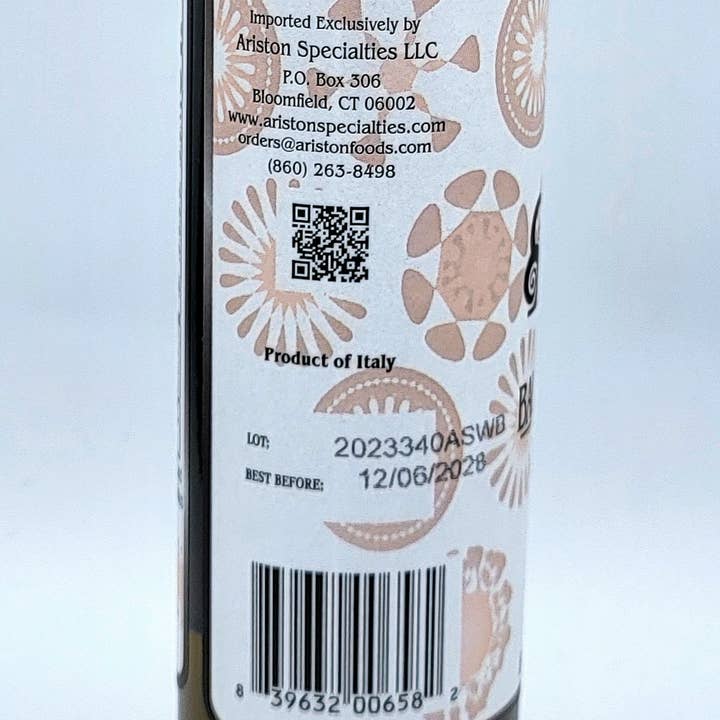 Imported Exclusively by
Ariston Specialties LLC
P.O. Box 306
Bloomfield, CT 06002
www.aristonspecialties.com
orders@aristonfoods.com
(860) 263-8498
Product of Italy
LOT: 2023340ASWB
BEST BEFORE: 12/06/2028
8 39632 00658 2